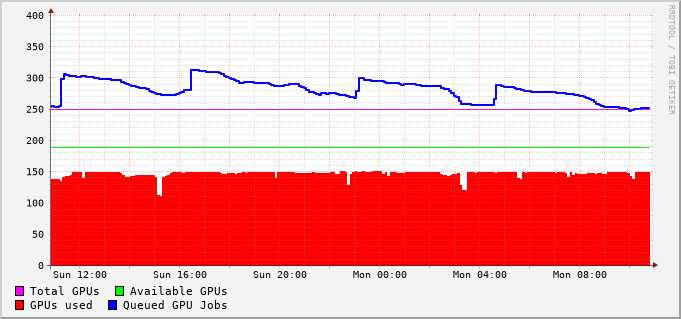 400
350
300
250
200
150
100
50
0
Sun 12:00 Sun 16:00 Sun 20:00 Mon 00:00 Mon 04:00 Mon 08:00
Total GPUs Available GPUs
GPUs used Queued GPU Jobs
RRDTOOL / TOBI OETIKER